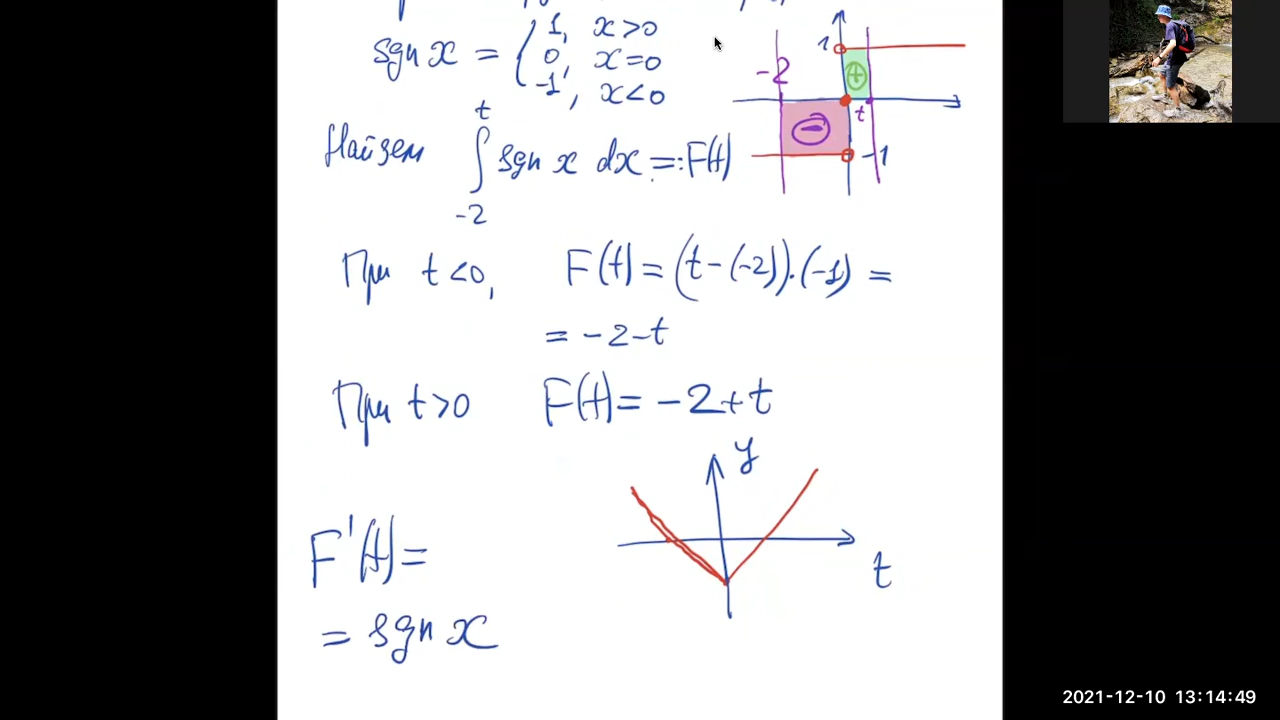 sgn x = { 1, x>0
0, x=0
-1, x<0
1
-2
t
-1
Найдем ∫_{-2}^{t} sgn x dx =: F(t)
При t<0, F(t) = (t-(-2))·(-1) =
= -2-t
При t>0 F(t) = -2+t
y
t
F'(t) =
= sgn x
2021-12-10 13:14:49